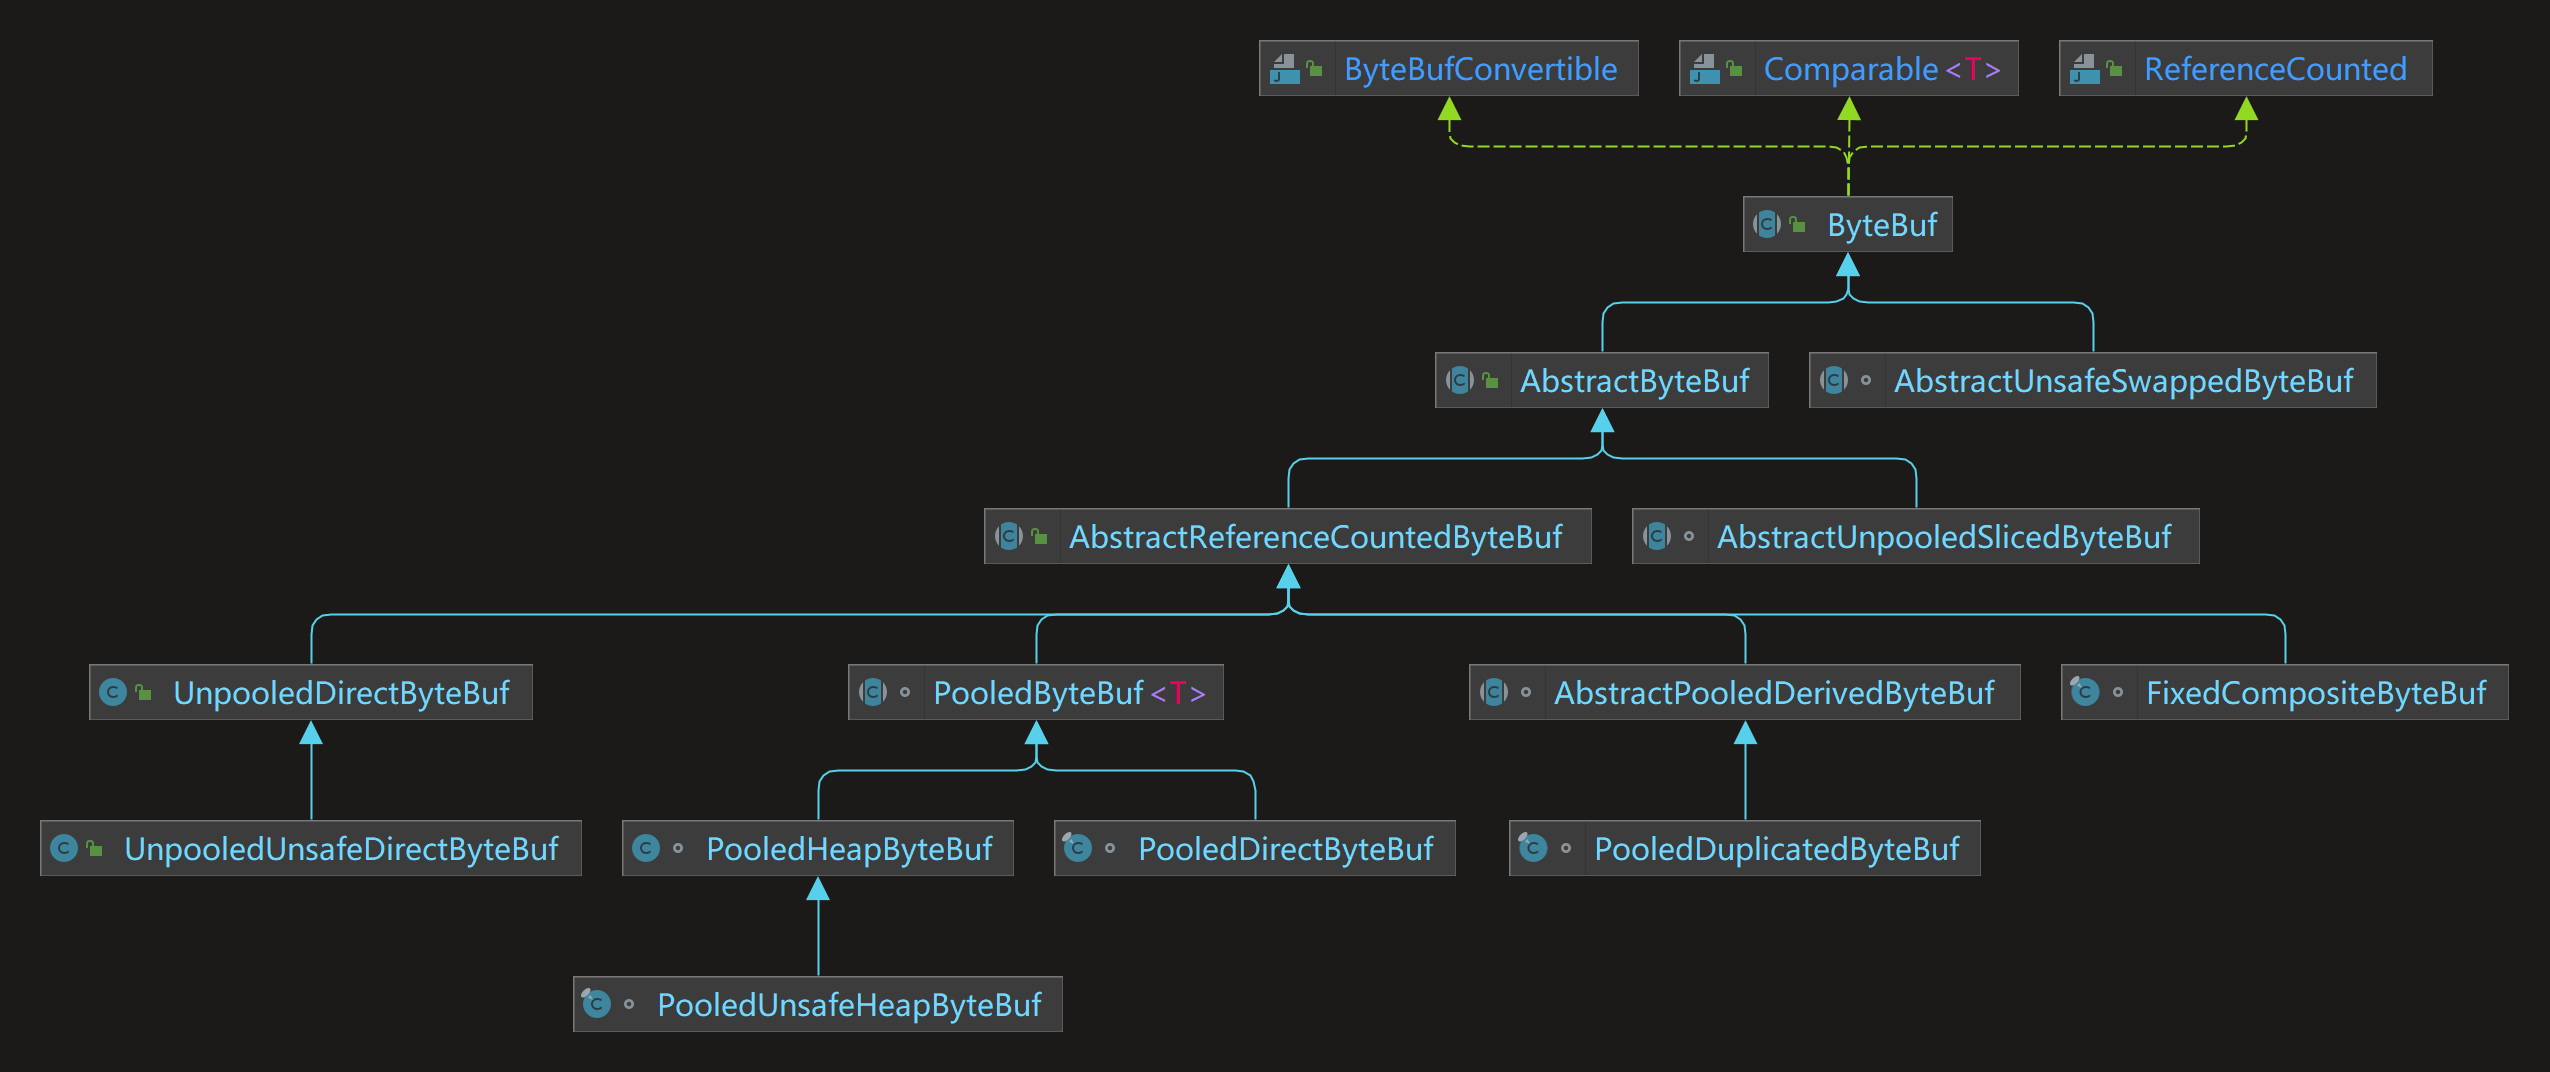 ByteBufConvertible
Comparable <T>
ReferenceCounted
ByteBuf
AbstractByteBuf
AbstractUnsafeSwappedByteBuf
AbstractReferenceCountedByteBuf
AbstractUnpooledSlicedByteBuf
UnpooledDirectByteBuf
PooledByteBuf <T>
AbstractPooledDerivedByteBuf
FixedCompositeByteBuf
UnpooledUnsafeDirectByteBuf
PooledHeapByteBuf
PooledDirectByteBuf
PooledDuplicatedByteBuf
PooledUnsafeHeapByteBuf